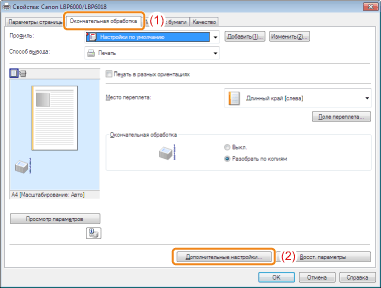 Свойства: Canon LBP6000/LBP6018
Параметры страницы
Окончательная обработка
(1)
бумаги
Качество
Профиль:
Настройки по умолчанию
Добавить(1)...
Изменить(2)...
Способ вывода:
Печать
Печать в разных ориентациях
Место переплета:
Длинный край [слева]
Поле переплета...
Окончательная обработка
Выкл.
Разобрать по копиям
A4 [Масштабирование: Авто]
Просмотр параметров
Дополнительные настройки...
(2)
Восст. параметры
OK
Отмена
Справка